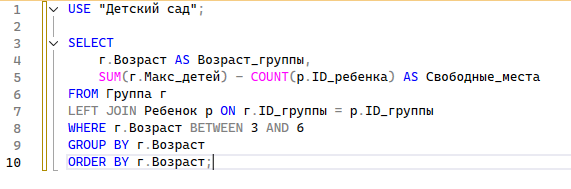 1 USE "Детский сад";
2
3 SELECT
4 г.Возраст AS Возраст_группы,
5 SUM(г.Макс_детей) - COUNT(р.ID_ребенка) AS Свободные_места
6 FROM Группа г
7 LEFT JOIN Ребенок р ON г.ID_группы = р.ID_группы
8 WHERE г.Возраст BETWEEN 3 AND 6
9 GROUP BY г.Возраст
10 ORDER BY г.Возраст;